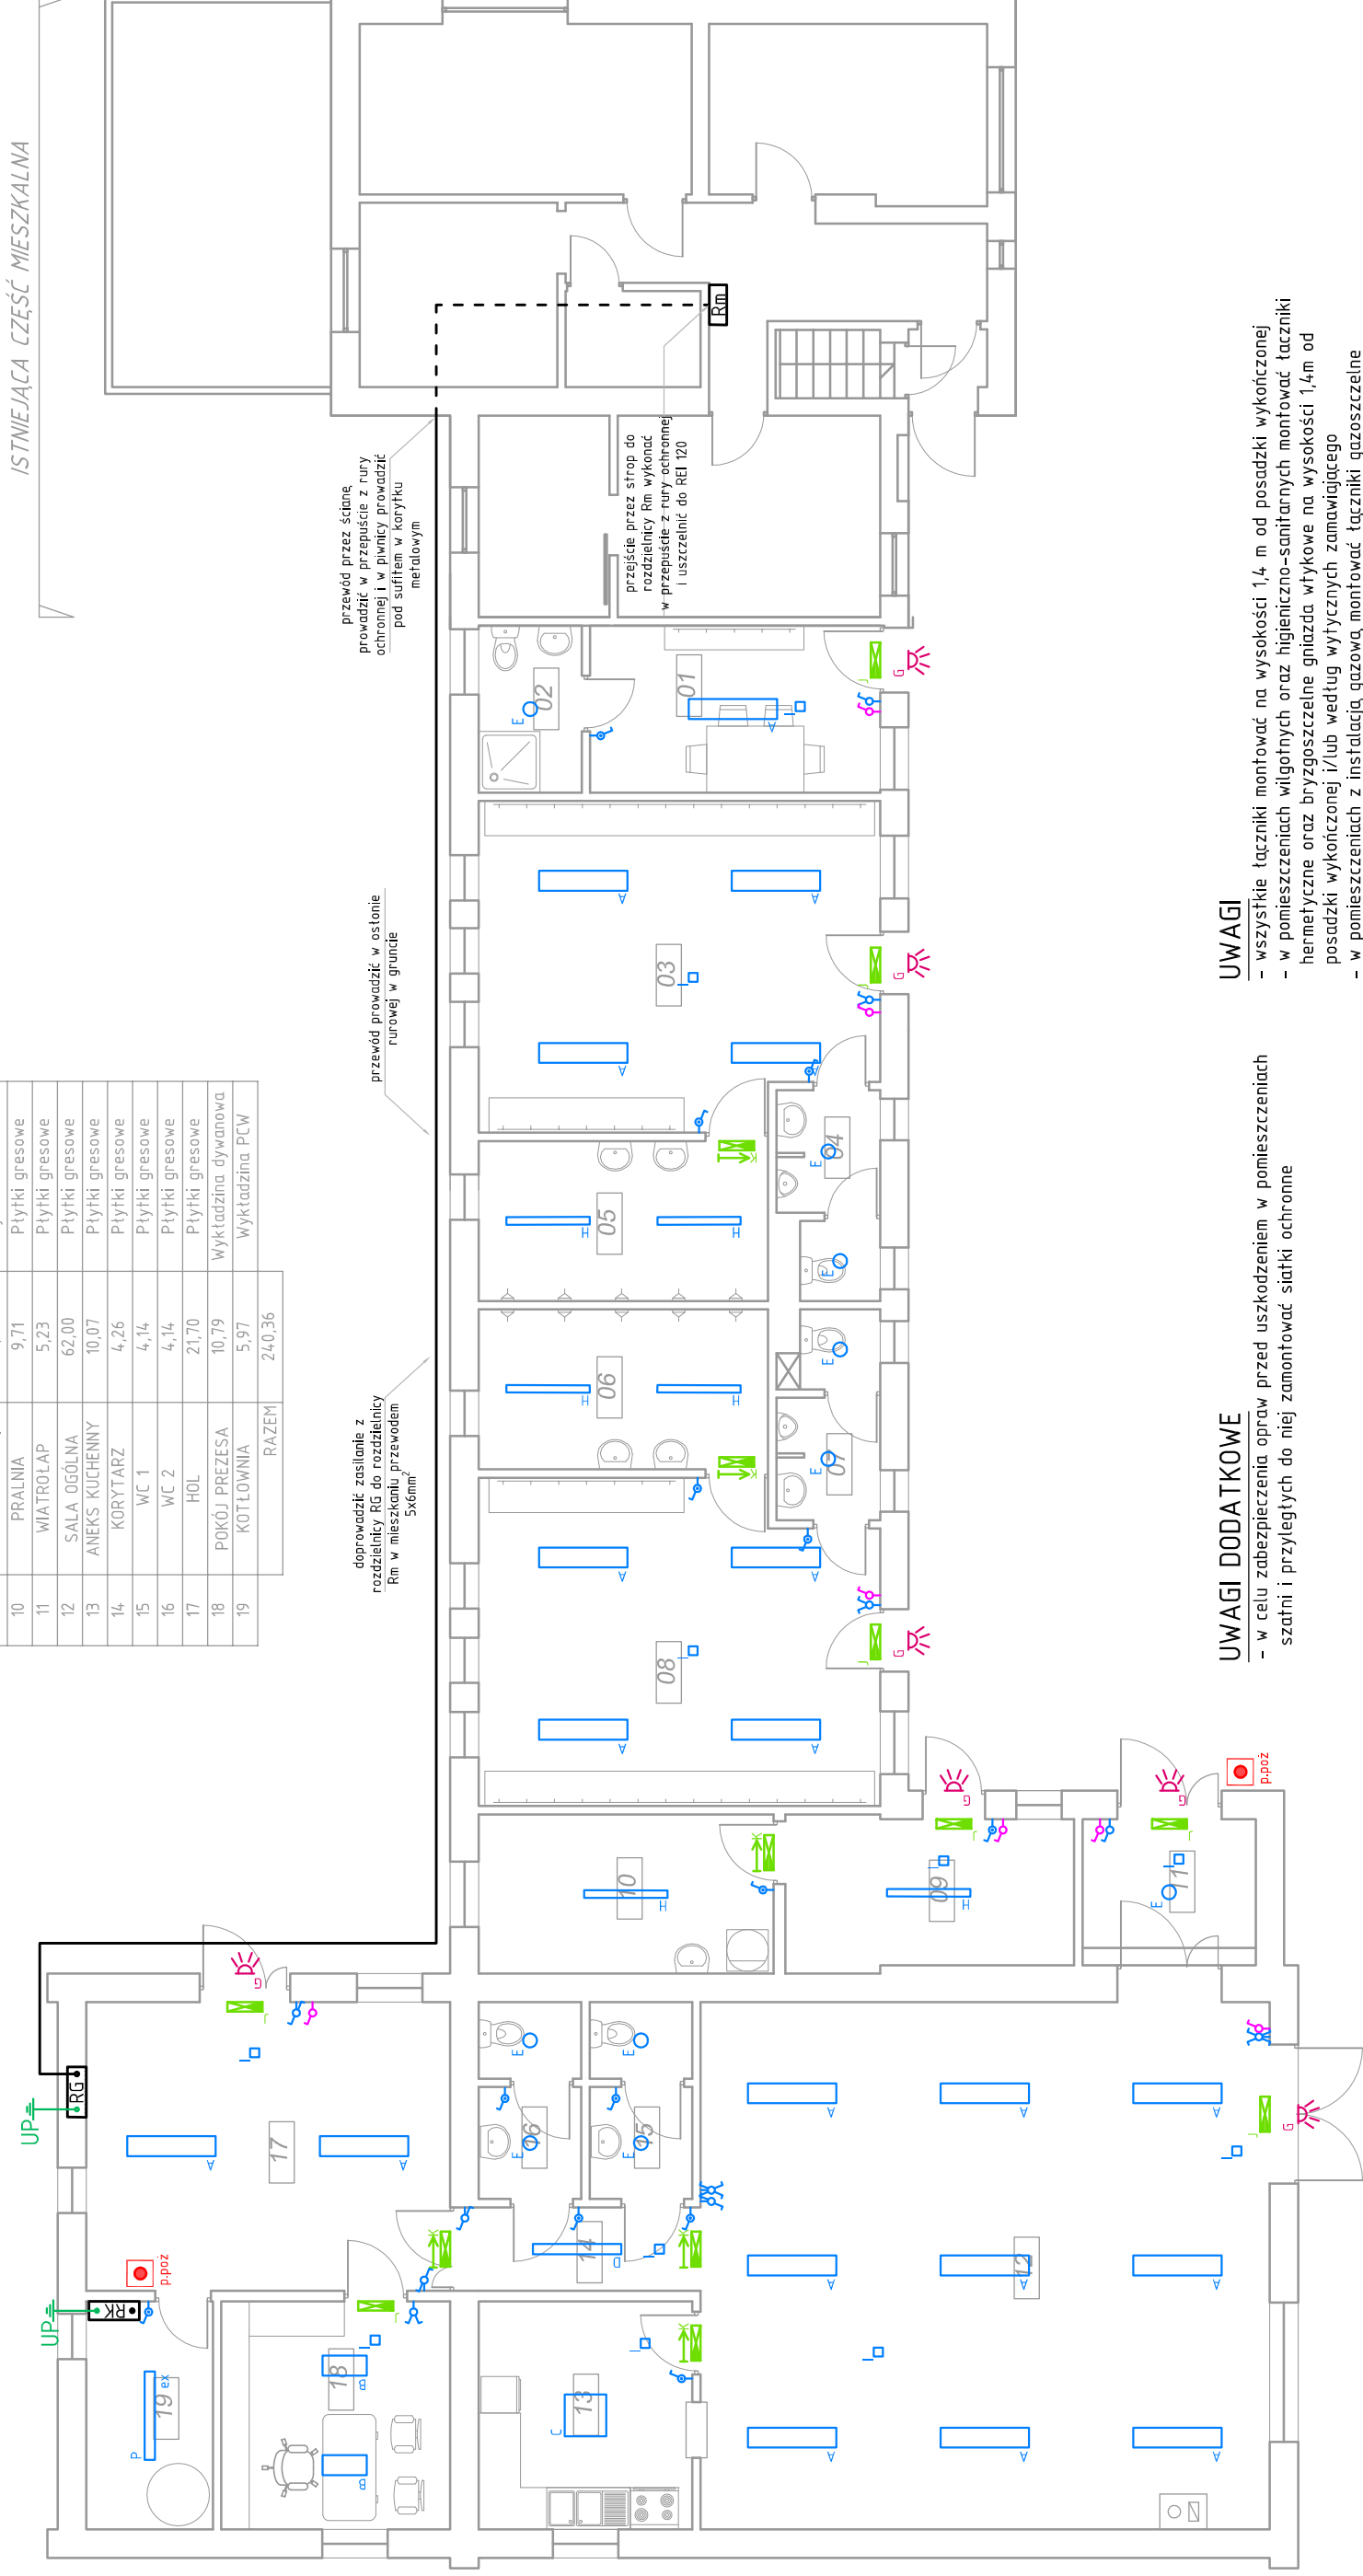 ISTNIEJĄCA CZĘŚĆ MIESZKALNA
10 PRALNIA 9,71 Płytki gresowe
11 WIATROŁAP 5,23 Płytki gresowe
12 SALA OGÓLNA 62,00 Płytki gresowe
13 ANEKS KUCHENNY 10,07 Płytki gresowe
14 KORYTARZ 4,26 Płytki gresowe
15 WC 1 4,14 Płytki gresowe
16 WC 2 4,14 Płytki gresowe
17 HOL 21,70 Płytki gresowe
18 POKÓJ PREZESA 10,79 Wykładzina dywanowa
19 KOTŁOWNIA 5,97 Wykładzina PCW
RAZEM 240,36
doprowadzić zasilanie z
rozdzielnicy RG do rozdzielnicy
Rm w mieszkaniu przewodem
5x6mm²
przewód prowadzić w osłonie
rurowej w gruncie
przewód przez ścianę
prowadzić w przepuście z rury
ochronnej i w piwnicy prowadzić
pod sufitem w korytku
metalowym
przejście przez strop do
rozdzielnicy Rm wykonać
w przepuście z rury ochronnej
i uszczelnić do REI 120
Rm
UP
RG
UP
RK
p.poż
p.poż
19
ex
P
18
B
B
17
A
A
16
E
E
15
E
E
14
D
13
C
12
A
A
A
A
A
A
A
A
A
11
E
10
H
09
H
08
A
A
A
A
07
E
E
06
H
H
05
H
H
04
E
E
03
A
A
A
A
02
E
01
A
I
I
I
I
I
I
I
I
I
I
I
J
J
J
J
J
J
J
J
K
K
K
K
K
K
G
G
G
G
G
G
G
UWAGI DODATKOWE
- w celu zabezpieczenia opraw przed uszkodzeniem w pomieszczeniach
szatni i przyległych do niej zamontować siatki ochronne
UWAGI
- wszystkie łączniki montować na wysokości 1,4 m od posadzki wykończonej
- w pomieszczeniach wilgotnych oraz higieniczno-sanitarnych montować łączniki
hermetyczne oraz bryzgoszczelne gniazda wtykowe na wysokości 1,4m od
posadzki wykończonej i/lub według wytycznych zamawiającego
- w pomieszczeniach z instalacją gazową montować łączniki gazoszczelne